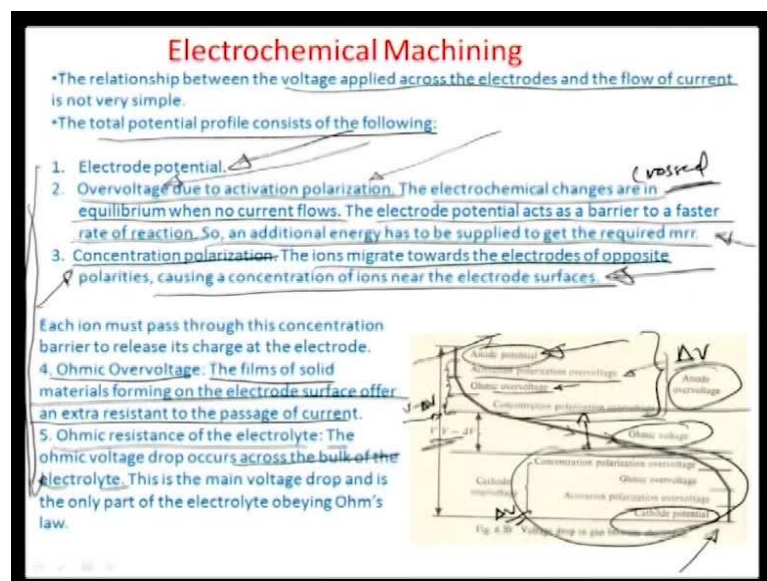 Electrochemical Machining
•The relationship between the voltage applied across the electrodes and the flow of current
is not very simple.
•The total potential profile consists of the following:
1. Electrode potential.
crossed
2. Overvoltage due to activation polarization. The electrochemical changes are in
equilibrium when no current flows. The electrode potential acts as a barrier to a faster
rate of reaction. So, an additional energy has to be supplied to get the required mrr.
3. Concentration polarization. The ions migrate towards the electrodes of opposite
polarities, causing a concentration of ions near the electrode surfaces.
Each ion must pass through this concentration
barrier to release its charge at the electrode.
4. Ohmic Overvoltage: The films of solid
materials forming on the electrode surface offer
an extra resistant to the passage of current.
5. Ohmic resistance of the electrolyte: The
ohmic voltage drop occurs across the bulk of the
electrolyte. This is the main voltage drop and is
the only part of the electrolyte obeying Ohm's
law.
Anode potential
Activation polarization overvoltage
Ohmic overvoltage
Concentration polarization overvoltage
ΔV
Anode
overvoltage
V-ΔV
V
V - ΔV
Ohmic voltage
Concentration polarization overvoltage
Ohmic overvoltage
Activation polarization overvoltage
Cathode potential
Cathode
overvoltage
ΔV
Voltage drop in gap between